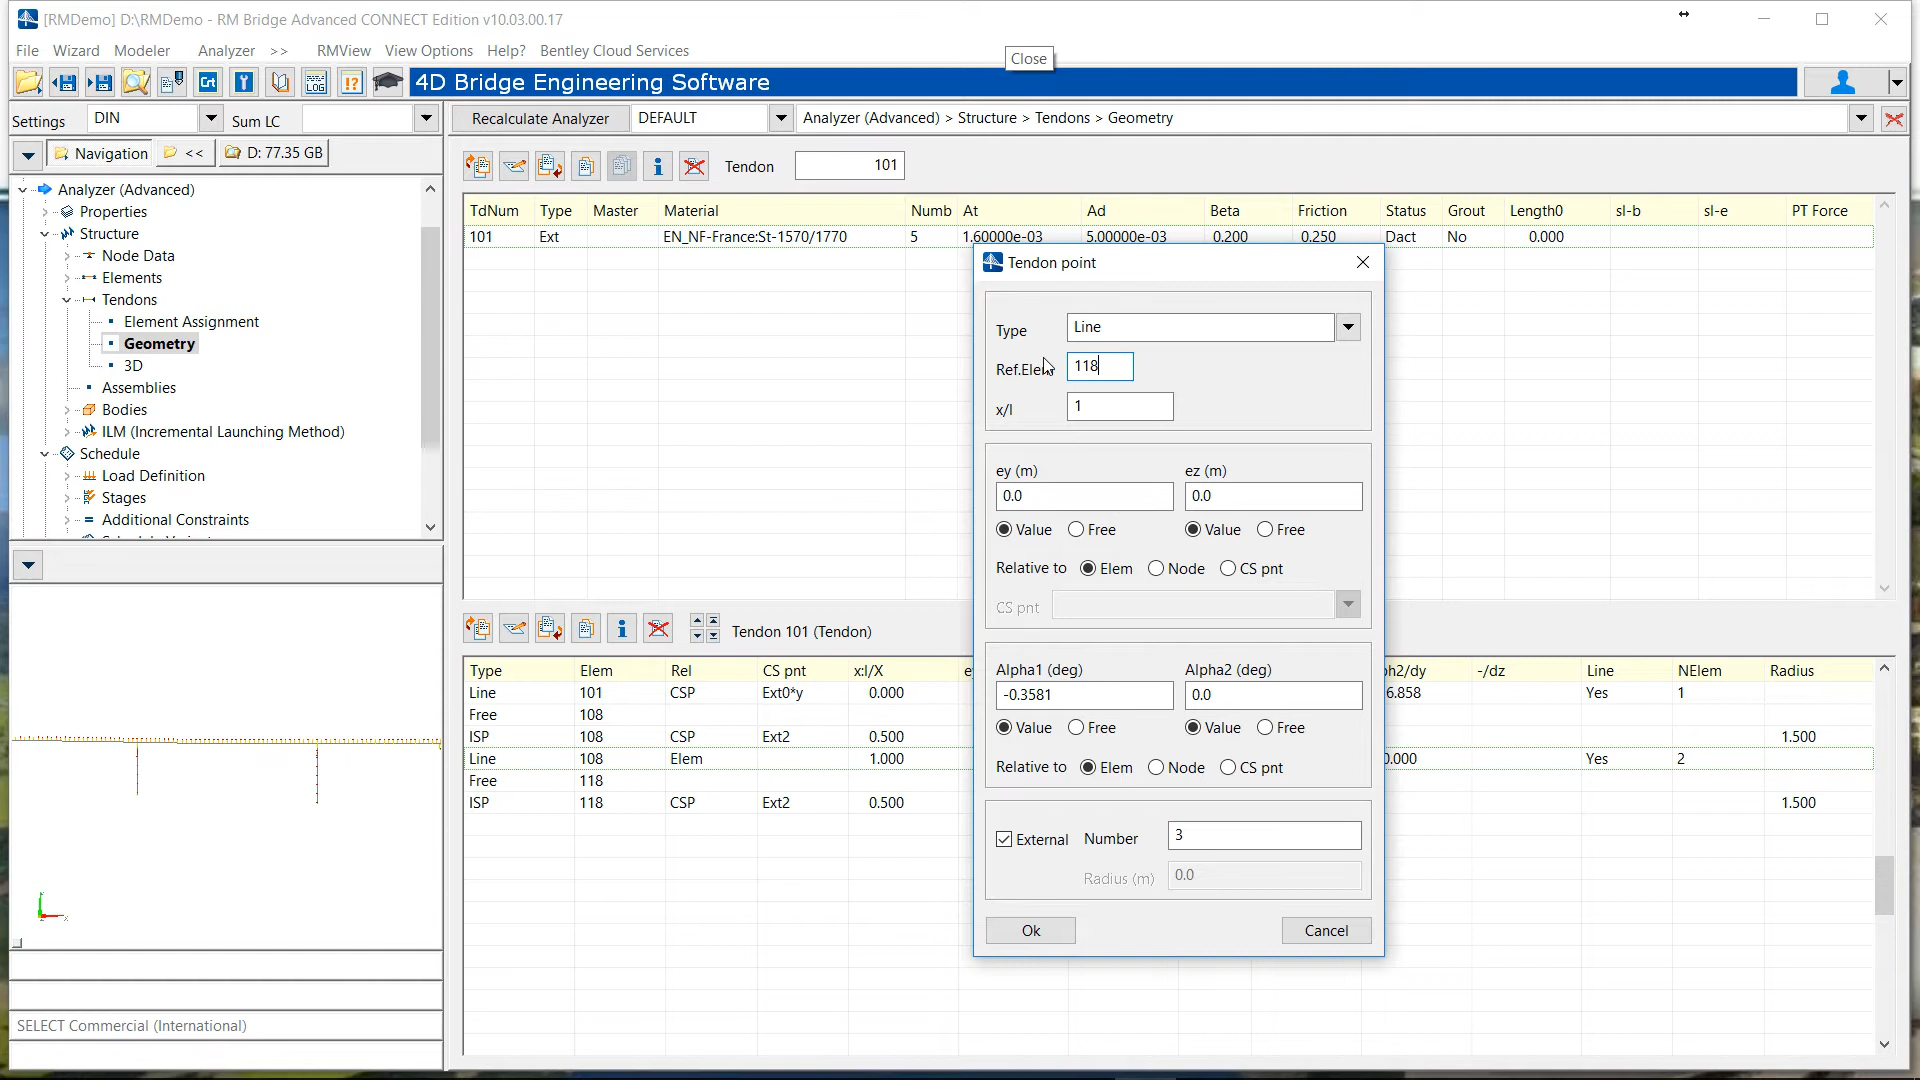 [RMDemo] D:\RMDemo - RM Bridge Advanced CONNECT Edition v10.03.00.17
File Wizard Modeler Analyzer >> RMView View Options Help? Bentley Cloud Services
Close
Crt LOG !? 4D Bridge Engineering Software
Settings DIN Sum LC Recalculate Analyzer DEFAULT Analyzer (Advanced) > Structure > Tendons > Geometry
Navigation << D: 77.35 GB
Tendon 101
Analyzer (Advanced)
Properties
Structure
Node Data
Elements
Tendons
Element Assignment
Geometry
3D
Assemblies
Bodies
ILM (Incremental Launching Method)
Schedule
Load Definition
Stages
Additional Constraints
TdNum Type Master Material Numb At Ad Beta Friction Status Grout Length0 sl-b sl-e PT Force
101 Ext EN_NF-France:St-1570/1770 5 1.60000e-03 5.00000e-03 0.200 0.250 Dact No 0.000
Tendon point
Type Line
Ref.Elem 118
x/l 1
ey (m) ez (m)
0.0 0.0
Value Free Value Free
Relative to Elem Node CS pnt
CS pnt
Alpha1 (deg) Alpha2 (deg)
-0.3581 0.0
Value Free Value Free
Relative to Elem Node CS pnt
External Number 3
Radius (m) 0.0
Ok Cancel
Tendon 101 (Tendon)
Type Elem Rel CS pnt x:l/X -/dz Line NElem Radius
Line 101 CSP Ext0*y 0.000 6.858 Yes 1
Free 108
ISP 108 CSP Ext2 0.500 1.500
Line 108 Elem 1.000 0.000 Yes 2
Free 118
ISP 118 CSP Ext2 0.500 1.500
SELECT Commercial (International)